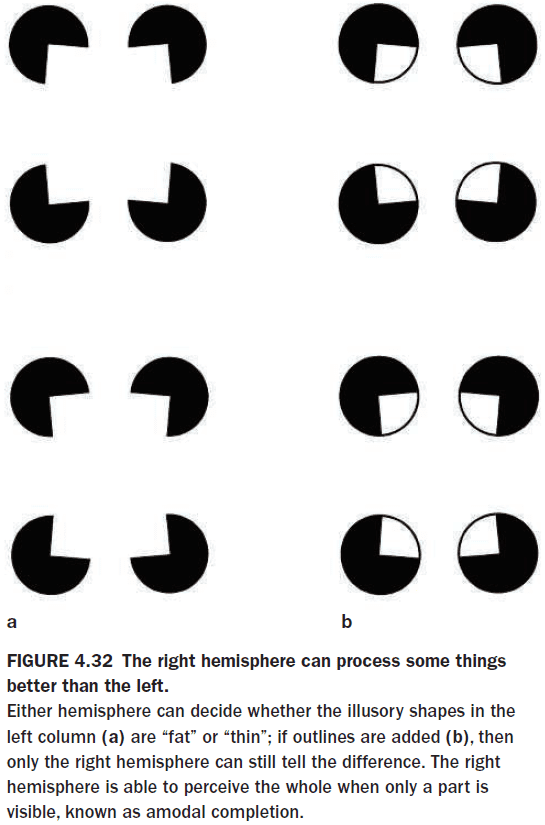 a
b
FIGURE 4.32 The right hemisphere can process some things
better than the left.
Either hemisphere can decide whether the illusory shapes in the
left column (a) are “fat” or “thin”; if outlines are added (b), then
only the right hemisphere can still tell the difference. The right
hemisphere is able to perceive the whole when only a part is
visible, known as amodal completion.